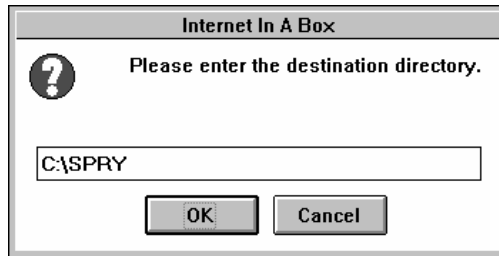 Internet In A Box
?
Please enter the destination directory.
C:\SPRY
OK Cancel